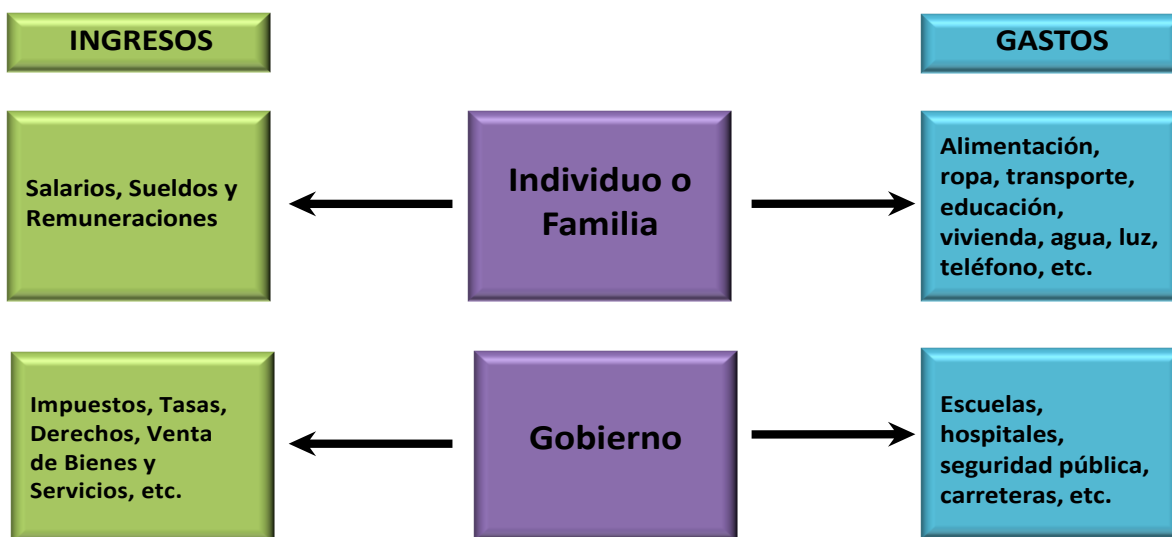 INGRESOS
GASTOS
Salarios, Sueldos y
Remuneraciones
Individuo o
Familia
Alimentación,
ropa, transporte,
educación,
vivienda, agua, luz,
teléfono, etc.
Impuestos, Tasas,
Derechos, Venta
de Bienes y
Servicios, etc.
Gobierno
Escuelas,
hospitales,
seguridad pública,
carreteras, etc.